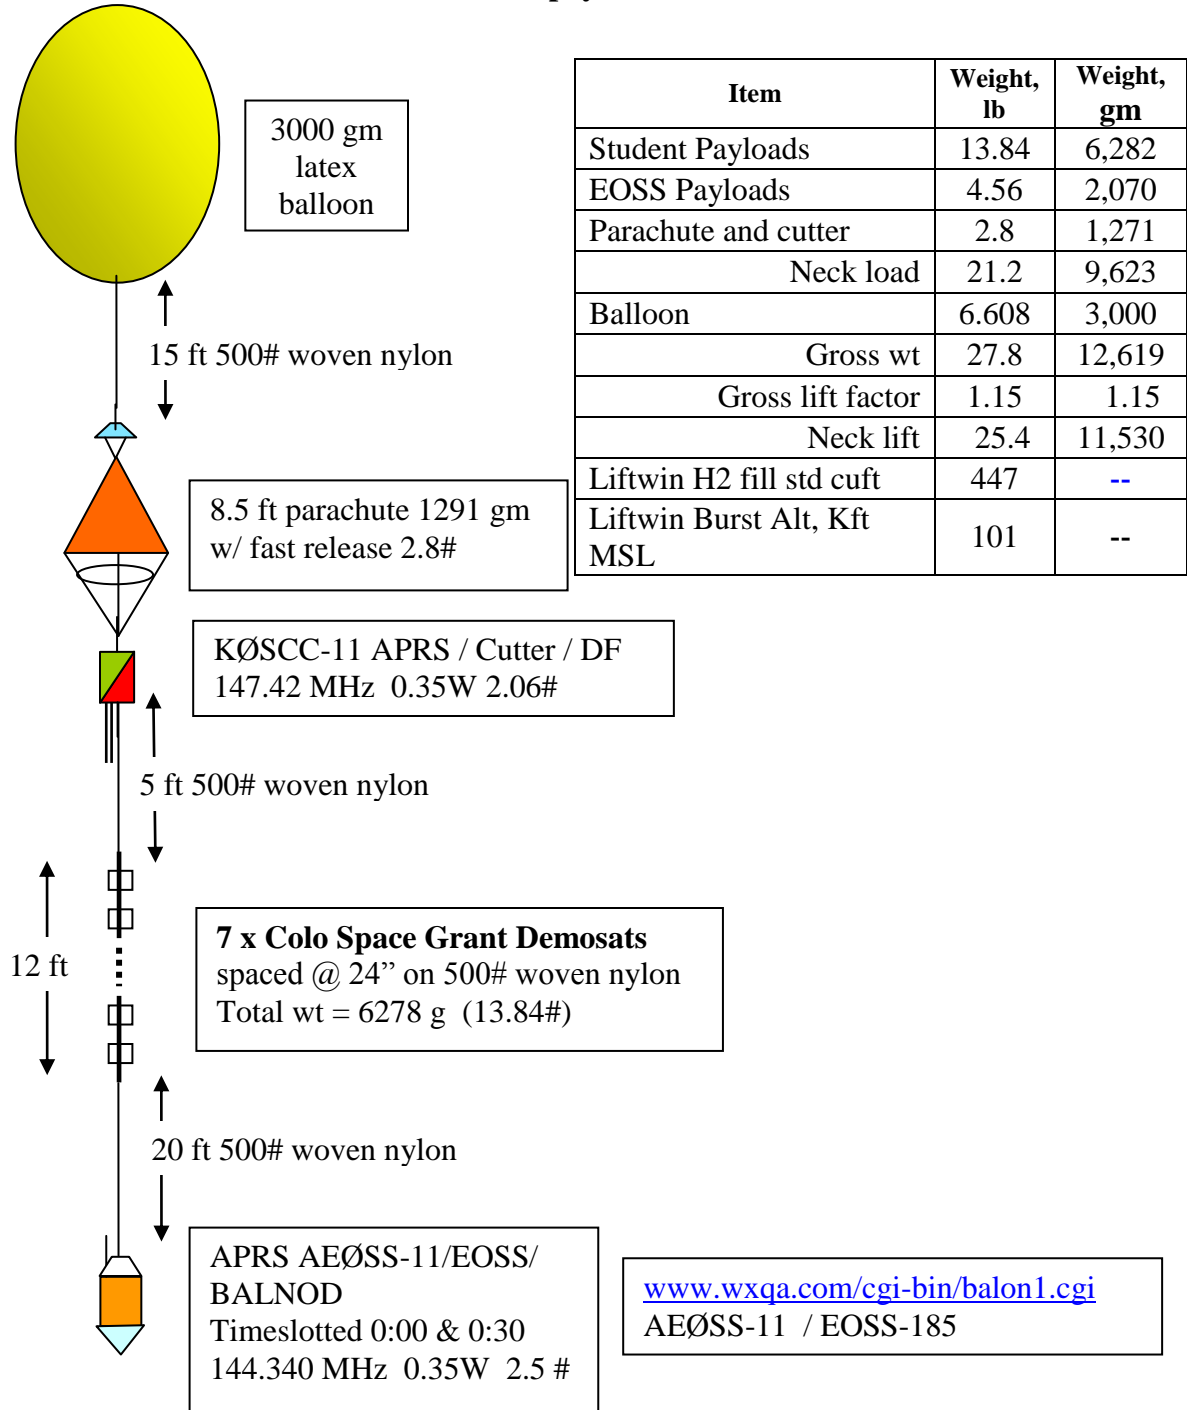 3000 gm
latex
balloon
Item Weight, lb Weight, gm
Student Payloads 13.84 6,282
EOSS Payloads 4.56 2,070
Parachute and cutter 2.8 1,271
Neck load 21.2 9,623
Balloon 6.608 3,000
Gross wt 27.8 12,619
Gross lift factor 1.15 1.15
Neck lift 25.4 11,530
Liftwin H2 fill std cuft 447 --
Liftwin Burst Alt, Kft MSL 101 --
15 ft 500# woven nylon
8.5 ft parachute 1291 gm
w/ fast release 2.8#
KØSCC-11 APRS / Cutter / DF
147.42 MHz 0.35W 2.06#
5 ft 500# woven nylon
12 ft
7 x Colo Space Grant Demosats
spaced @ 24” on 500# woven nylon
Total wt = 6278 g (13.84#)
20 ft 500# woven nylon
APRS AEØSS-11/EOSS/
BALNOD
Timeslotted 0:00 & 0:30
144.340 MHz 0.35W 2.5 #
www.wxqa.com/cgi-bin/balon1.cgi
AEØSS-11 / EOSS-185